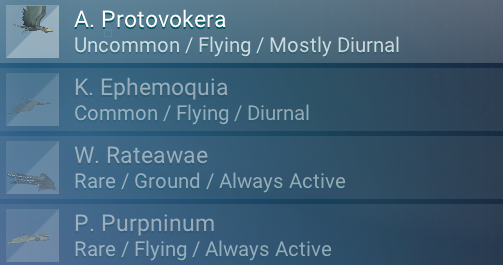 A. Protovokera
Uncommon / Flying / Mostly Diurnal
K. Ephemoquia
Common / Flying / Diurnal
W. Rateawae
Rare / Ground / Always Active
P. Purpninum
Rare / Flying / Always Active